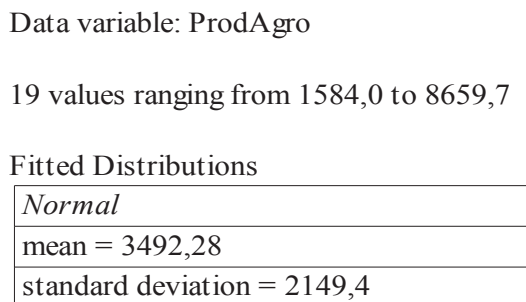 Data variable: ProdAgro
19 values ranging from 1584,0 to 8659,7
Fitted Distributions
Normal
mean = 3492,28
standard deviation = 2149,4